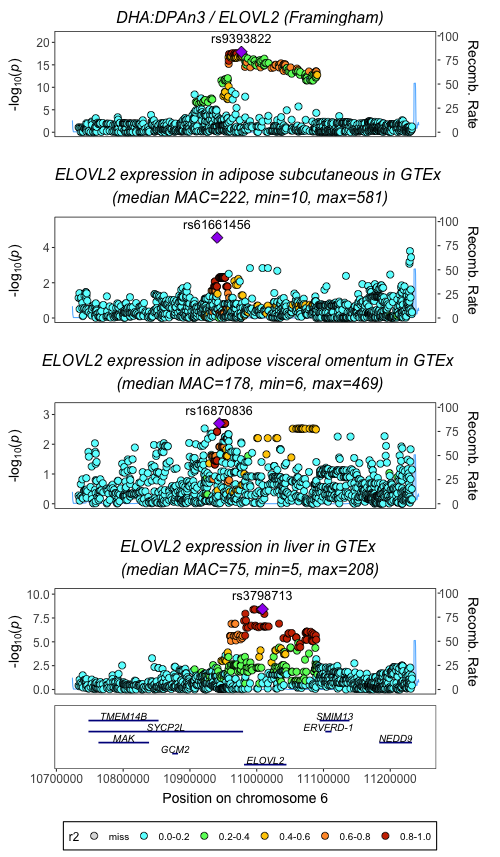 DHA:DPAn3 / ELOVL2 (Framingham)
rs9393822
-log10(p)
Recomb. Rate
20
15
10
5
0
100
75
50
25
0
ELOVL2 expression in adipose subcutaneous in GTEx
(median MAC=222, min=10, max=581)
rs61661456
-log10(p)
Recomb. Rate
4
2
0
100
75
50
25
0
ELOVL2 expression in adipose visceral omentum in GTEx
(median MAC=178, min=6, max=469)
rs16870836
-log10(p)
Recomb. Rate
3
2
1
0
100
75
50
25
0
ELOVL2 expression in liver in GTEx
(median MAC=75, min=5, max=208)
rs3798713
-log10(p)
Recomb. Rate
10.0
7.5
5.0
2.5
0.0
100
75
50
25
0
TMEM14B SMIM13
SYCP2L ERVFRD-1
MAK NEDD9
GCM2
ELOVL2
10700000 10800000 10900000 11000000 11100000 11200000
Position on chromosome 6
r2 miss 0.0-0.2 0.2-0.4 0.4-0.6 0.6-0.8 0.8-1.0